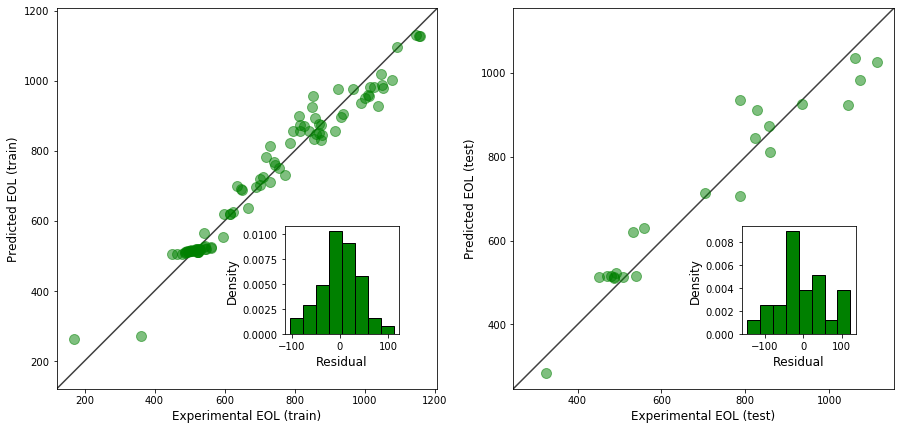 1200
1000
800
600
400
200
Predicted EOL (train)
200 400 600 800 1000 1200
Experimental EOL (train)
0.0100
0.0075
0.0050
0.0025
0.0000
Density
−100 0 100
Residual
1000
800
600
400
Predicted EOL (test)
400 600 800 1000
Experimental EOL (test)
0.008
0.006
0.004
0.002
0.000
Density
−100 0 100
Residual